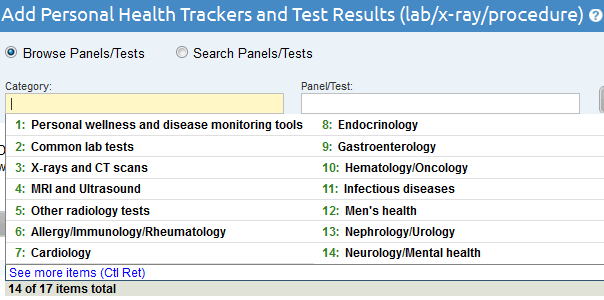 Add Personal Health Trackers and Test Results (lab/x-ray/procedure) ?
Browse Panels/Tests
Search Panels/Tests
Category:
Panel/Test:
1: Personal wellness and disease monitoring tools
2: Common lab tests
3: X-rays and CT scans
4: MRI and Ultrasound
5: Other radiology tests
6: Allergy/Immunology/Rheumatology
7: Cardiology
8: Endocrinology
9: Gastroenterology
10: Hematology/Oncology
11: Infectious diseases
12: Men's health
13: Nephrology/Urology
14: Neurology/Mental health
See more items (Ctl Ret)
14 of 17 items total